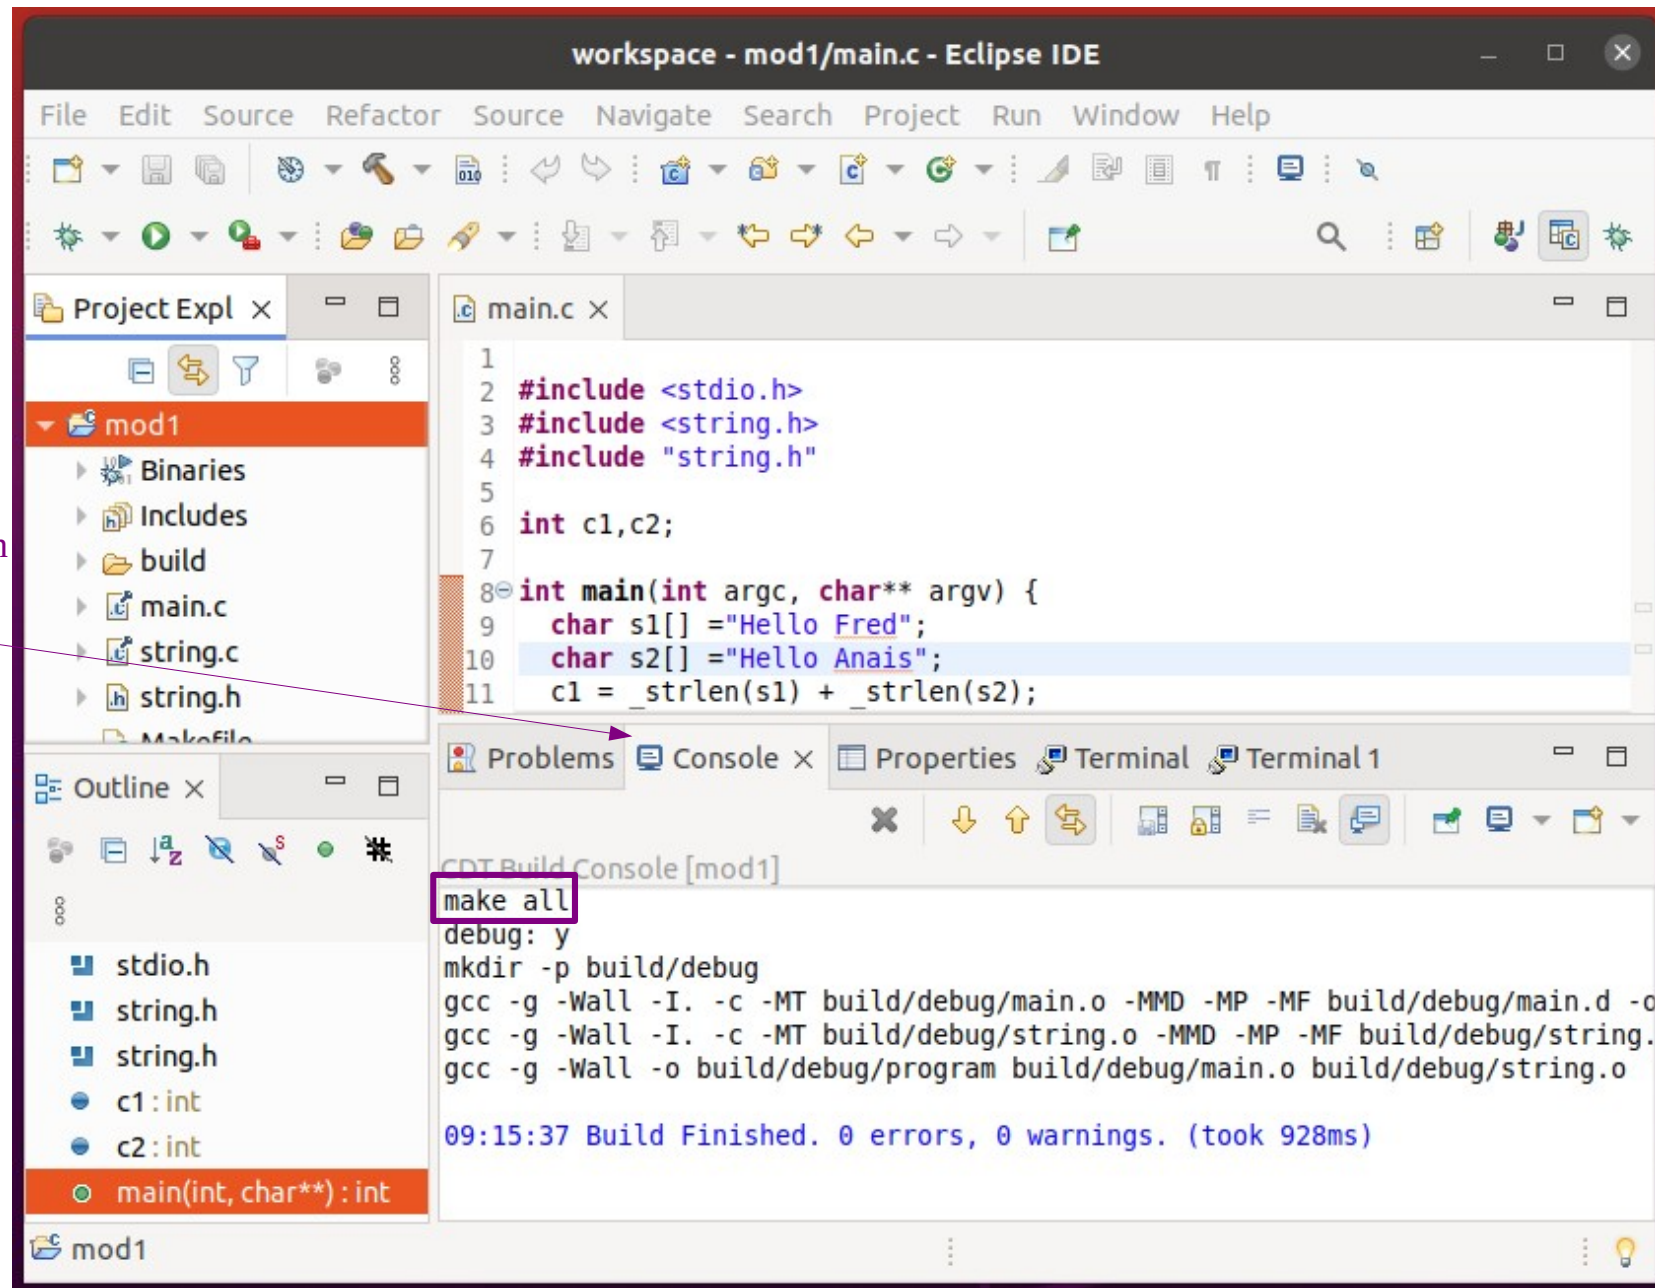 workspace - mod1/main.c - Eclipse IDE
File Edit Source Refactor Source Navigate Search Project Run Window Help
Project Expl
main.c
mod1
Binaries
Includes
build
main.c
string.c
string.h
Makefile
1
2 #include <stdio.h>
3 #include <string.h>
4 #include "string.h"
5
6 int c1,c2;
7
8 int main(int argc, char** argv) {
9 char s1[] ="Hello Fred";
10 char s2[] ="Hello Anais";
11 c1 = _strlen(s1) + _strlen(s2);
Outline
stdio.h
string.h
string.h
c1 : int
c2 : int
main(int, char**) : int
Problems Console Properties Terminal Terminal 1
CDT Build Console [mod1]
make all
debug: y
mkdir -p build/debug
gcc -g -Wall -I. -c -MT build/debug/main.o -MMD -MP -MF build/debug/main.d -o
gcc -g -Wall -I. -c -MT build/debug/string.o -MMD -MP -MF build/debug/string.
gcc -g -Wall -o build/debug/program build/debug/main.o build/debug/string.o
09:15:37 Build Finished. 0 errors, 0 warnings. (took 928ms)
mod1